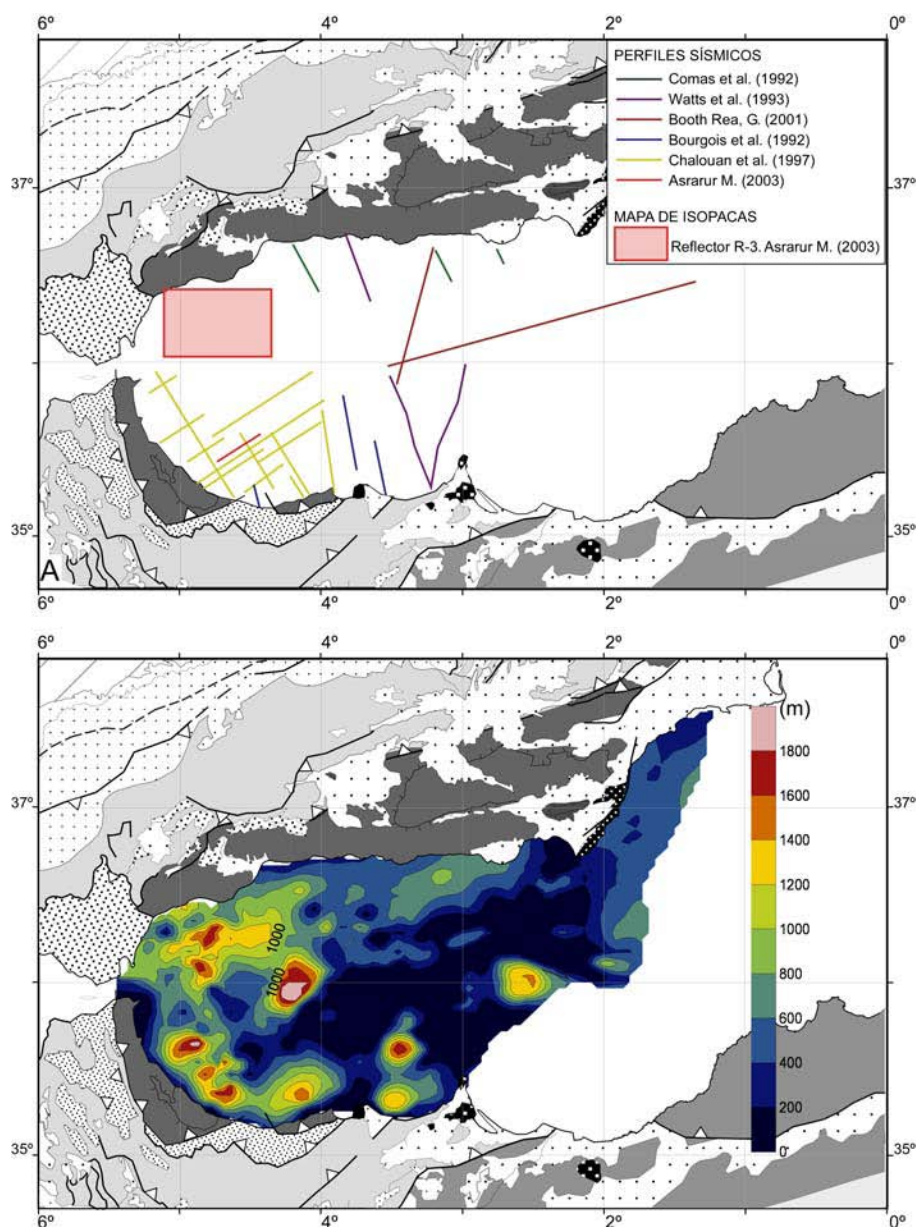 6º 4º 2º 0º
PERFILES SÍSMICOS
Comas et al. (1992)
Watts et al. (1993)
Booth Rea, G. (2001)
Bourgois et al. (1992)
Chalouan et al. (1997)
Asrarur M. (2003)
MAPA DE ISOPACAS
Reflector R-3. Asrarur M. (2003)
37º 37º
35º 35º
A
6º 4º 2º 0º
6º 4º 2º 0º
(m)
1800
37º 1600 37º
1400
1200
1000
1000
1000
800
600
400
200
35º 0 35º
6º 4º 2º 0º